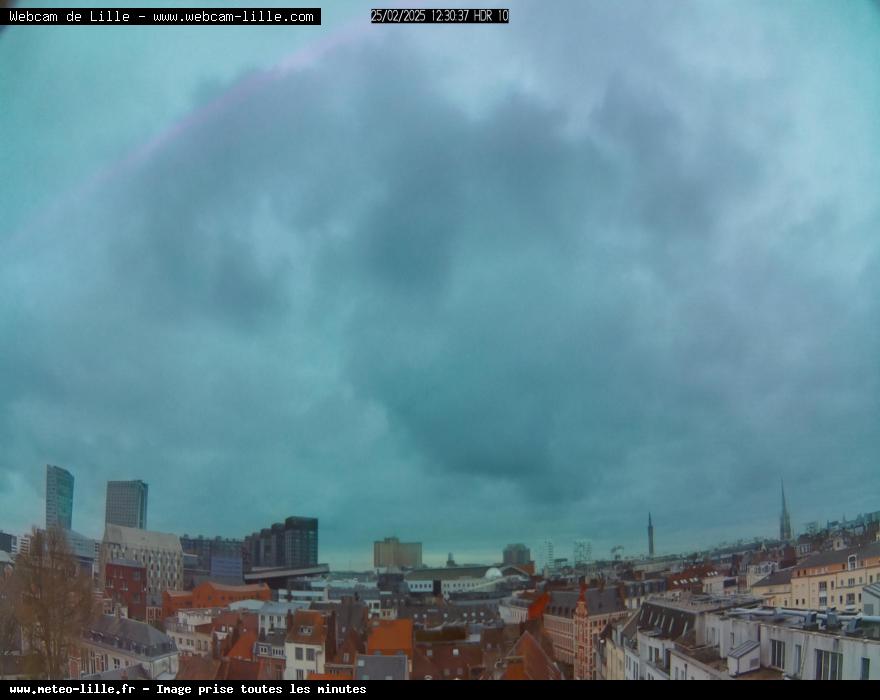 Webcam de Lille - www.webcam-lille.com
25/02/2025 12:30:37 HDR 10
www.meteo-lille.fr - Image prise toutes les minutes